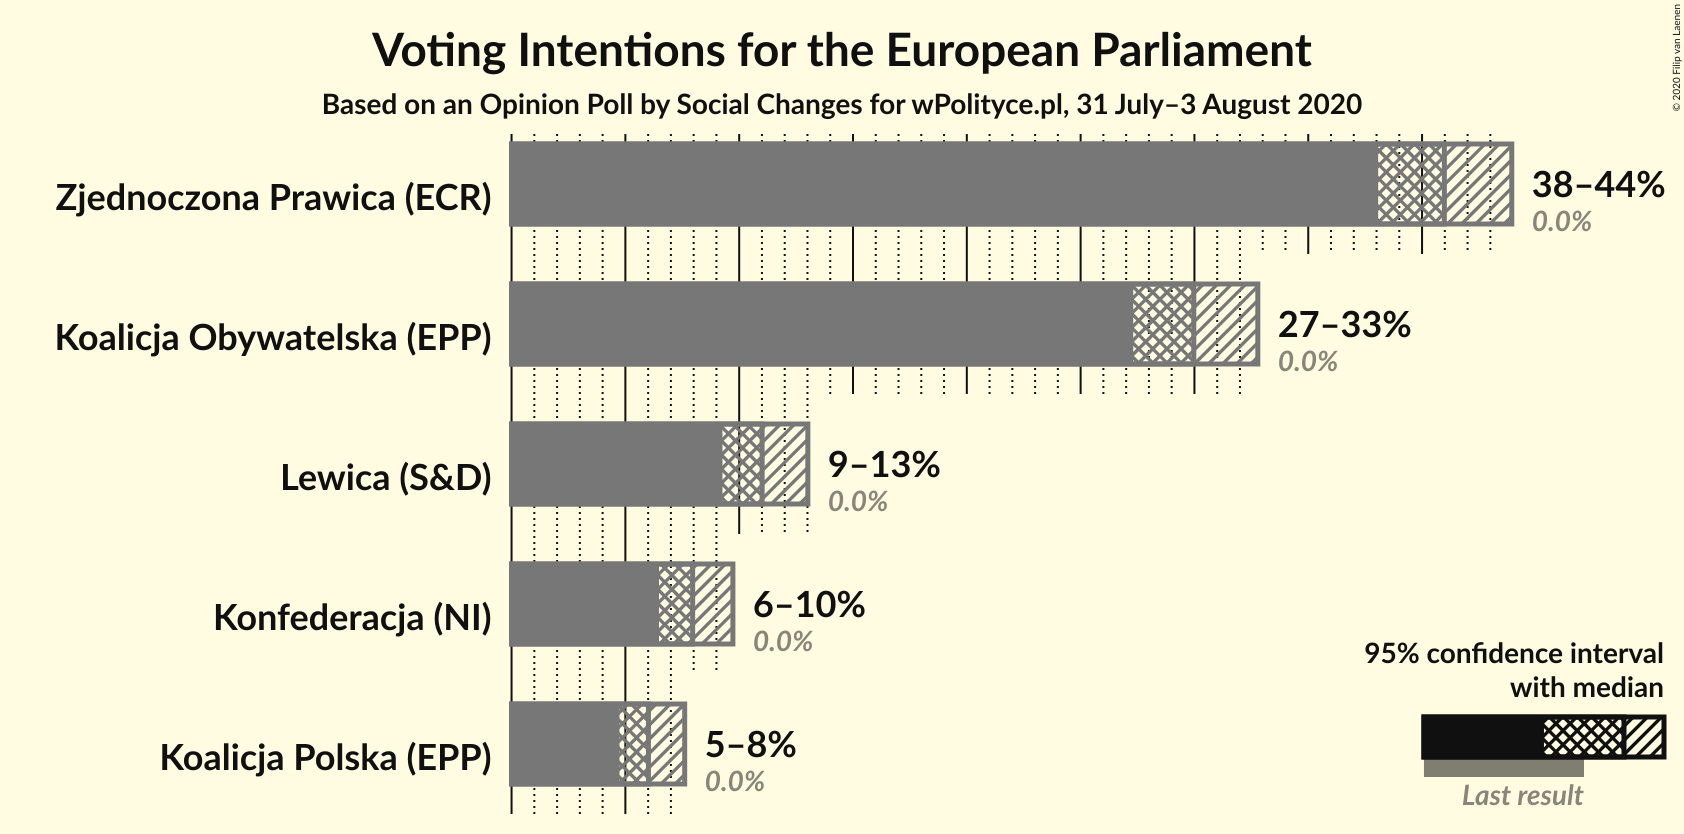 Voting Intentions for the European Parliament
Based on an Opinion Poll by Social Changes for wPolityce.pl, 31 July–3 August 2020
© 2020 Filip van Laenen
Zjednoczona Prawica (ECR)
38–44%
0.0%
Koalicja Obywatelska (EPP)
27–33%
0.0%
Lewica (S&D)
9–13%
0.0%
Konfederacja (NI)
6–10%
0.0%
Koalicja Polska (EPP)
5–8%
0.0%
95% confidence interval
with median
Last result